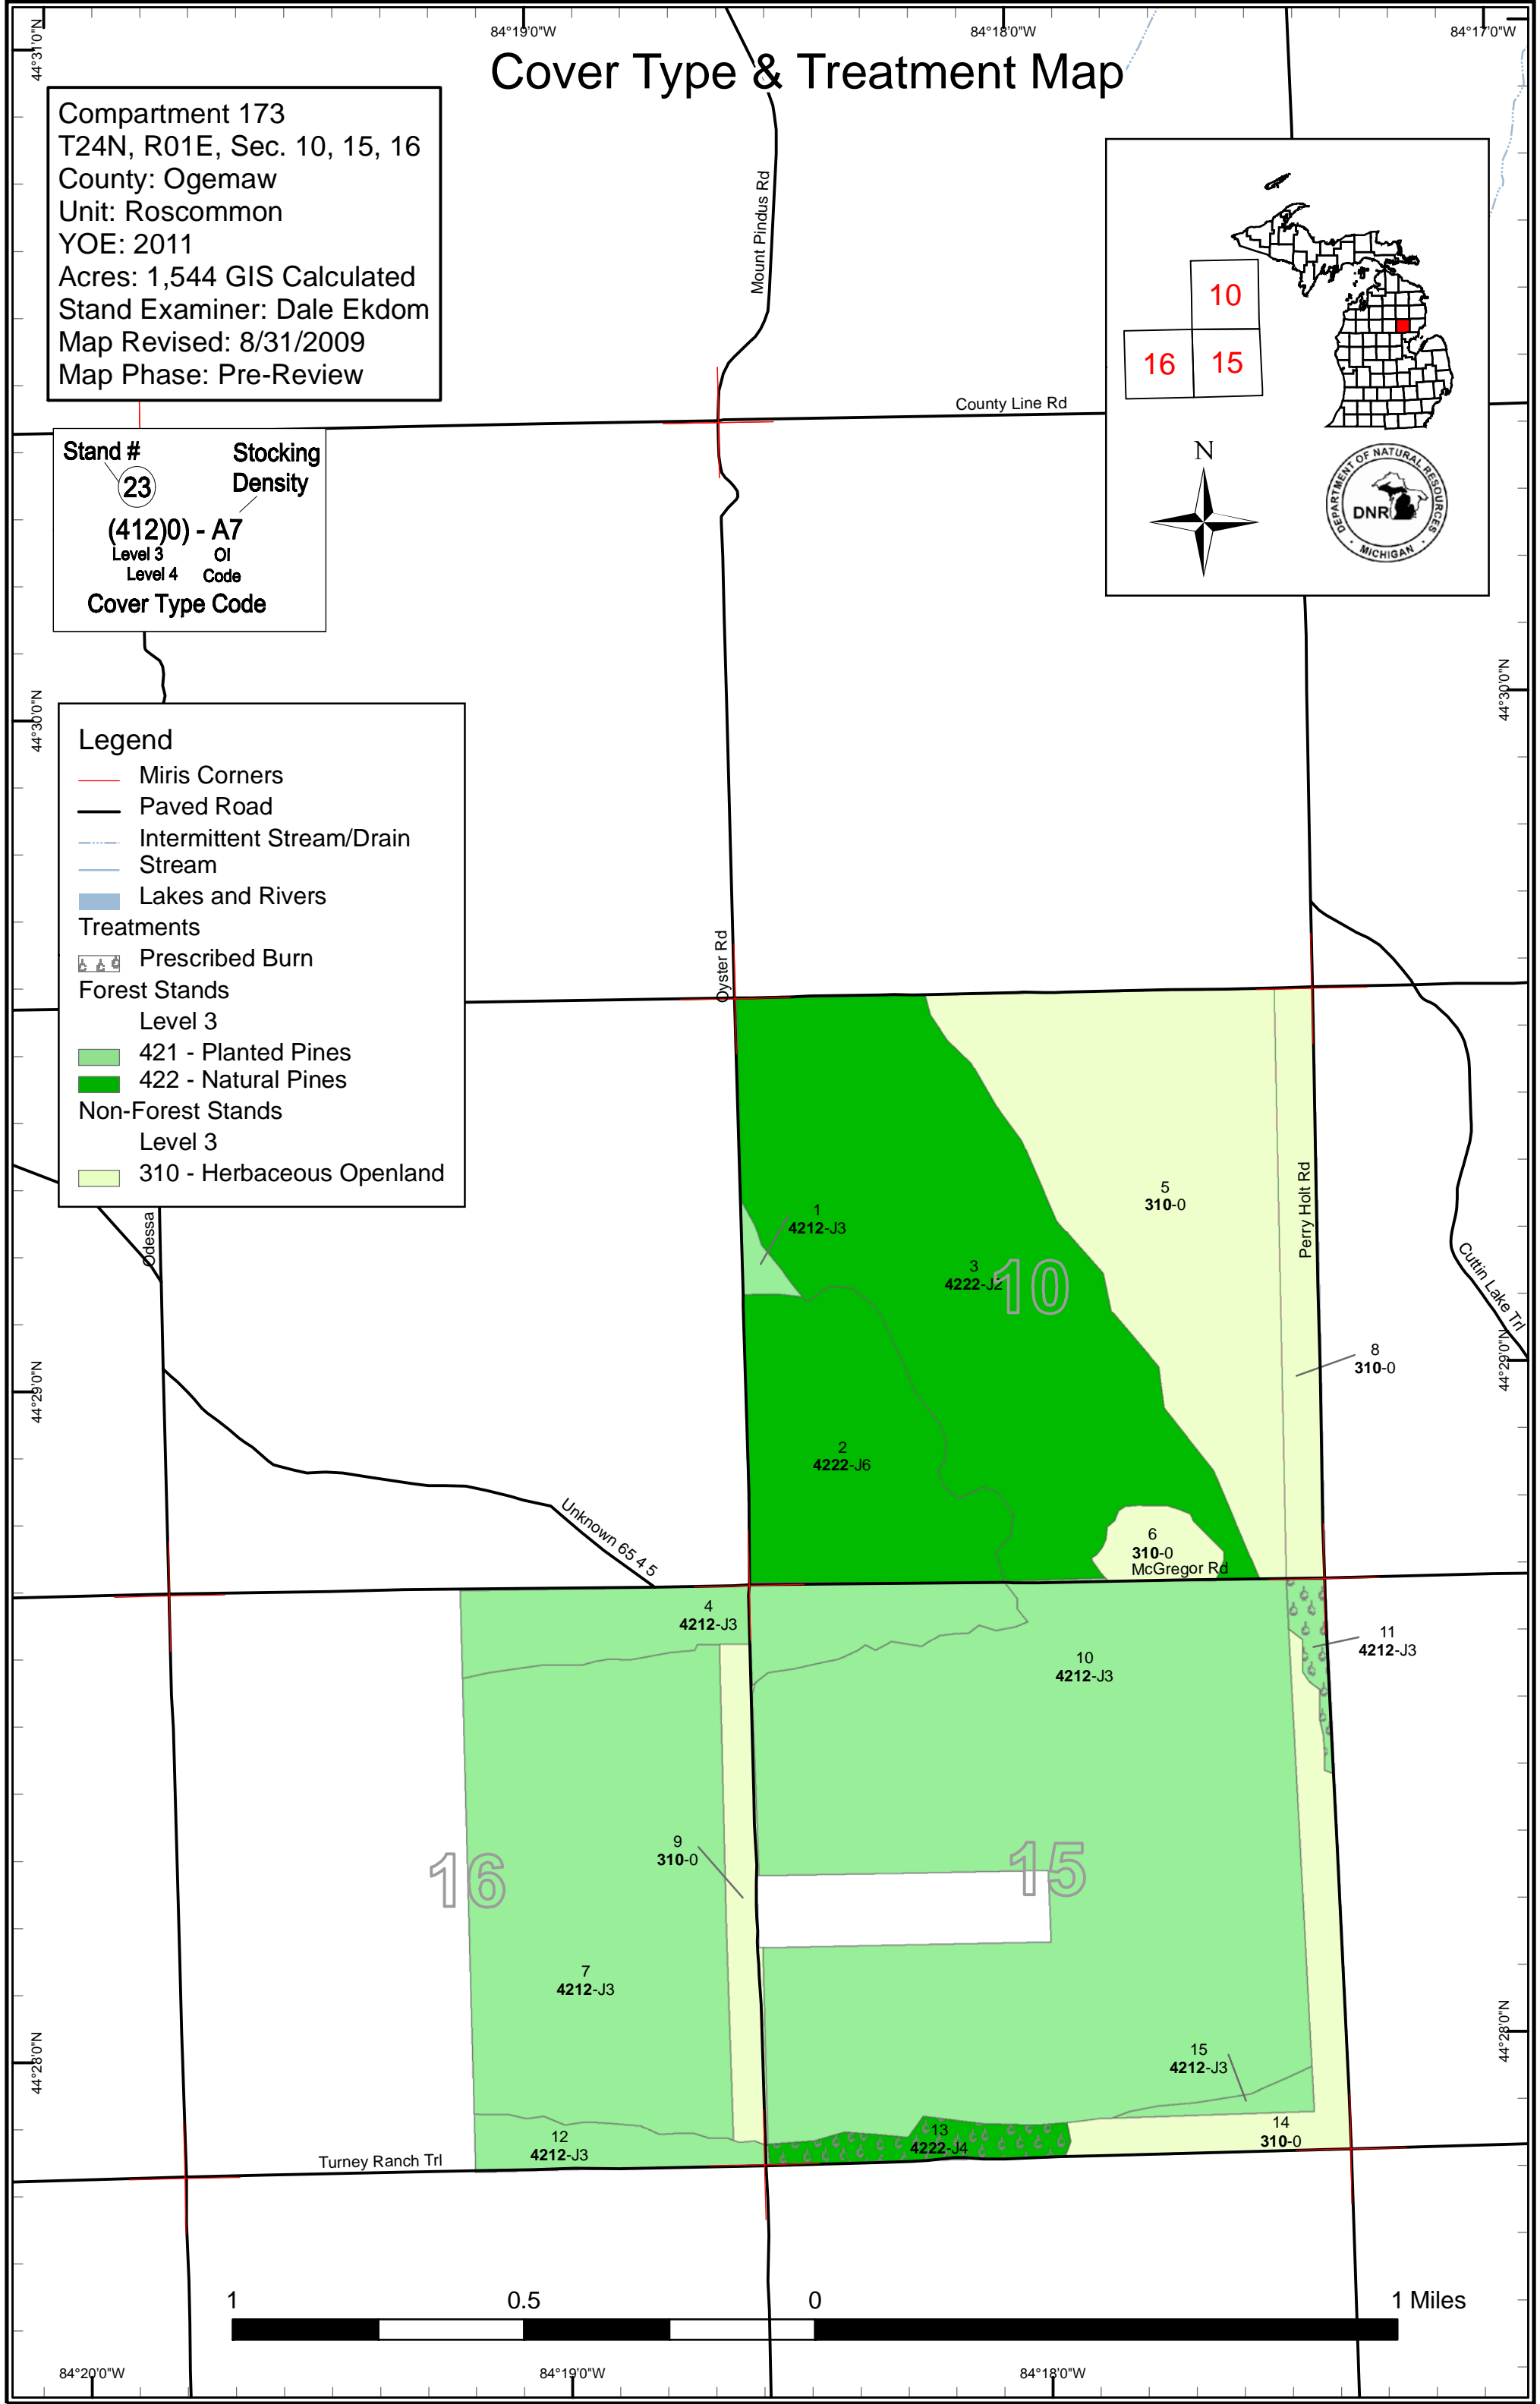 84°19'0"W
84°18'0"W
84°17'0"W
44°31'0"N
Cover Type & Treatment Map
Compartment 173
T24N, R01E, Sec. 10, 15, 16
County: Ogemaw
Unit: Roscommon
YOE: 2011
Acres: 1,544 GIS Calculated
Stand Examiner: Dale Ekdom
Map Revised: 8/31/2009
Map Phase: Pre-Review
Mount Pindus Rd
10
16
15
County Line Rd
N
DEPARTMENT OF NATURAL RESOURCES
DNR
MICHIGAN
Stand #
Stocking
Density
23
(412)0) - A7
Level 3
OI
Level 4
Code
Cover Type Code
44°30'0"N
44°30'0"N
Legend
Miris Corners
Paved Road
Intermittent Stream/Drain
Stream
Lakes and Rivers
Treatments
Prescribed Burn
Forest Stands
Level 3
421 - Planted Pines
422 - Natural Pines
Non-Forest Stands
Level 3
310 - Herbaceous Openland
Oyster Rd
Perry Holt Rd
Odessa
Cuttin Lake Trl
5
310-0
1
4212-J3
3
4222-J2
10
8
310-0
44°29'0"N
44°29'0"N
2
4222-J6
Unknown 65 4 5
6
310-0
McGregor Rd
4
4212-J3
11
4212-J3
10
4212-J3
9
310-0
16
15
7
4212-J3
15
4212-J3
44°28'0"N
44°28'0"N
12
4212-J3
13
4222-J4
14
310-0
Turney Ranch Trl
1
0.5
0
1 Miles
84°20'0"W
84°19'0"W
84°18'0"W